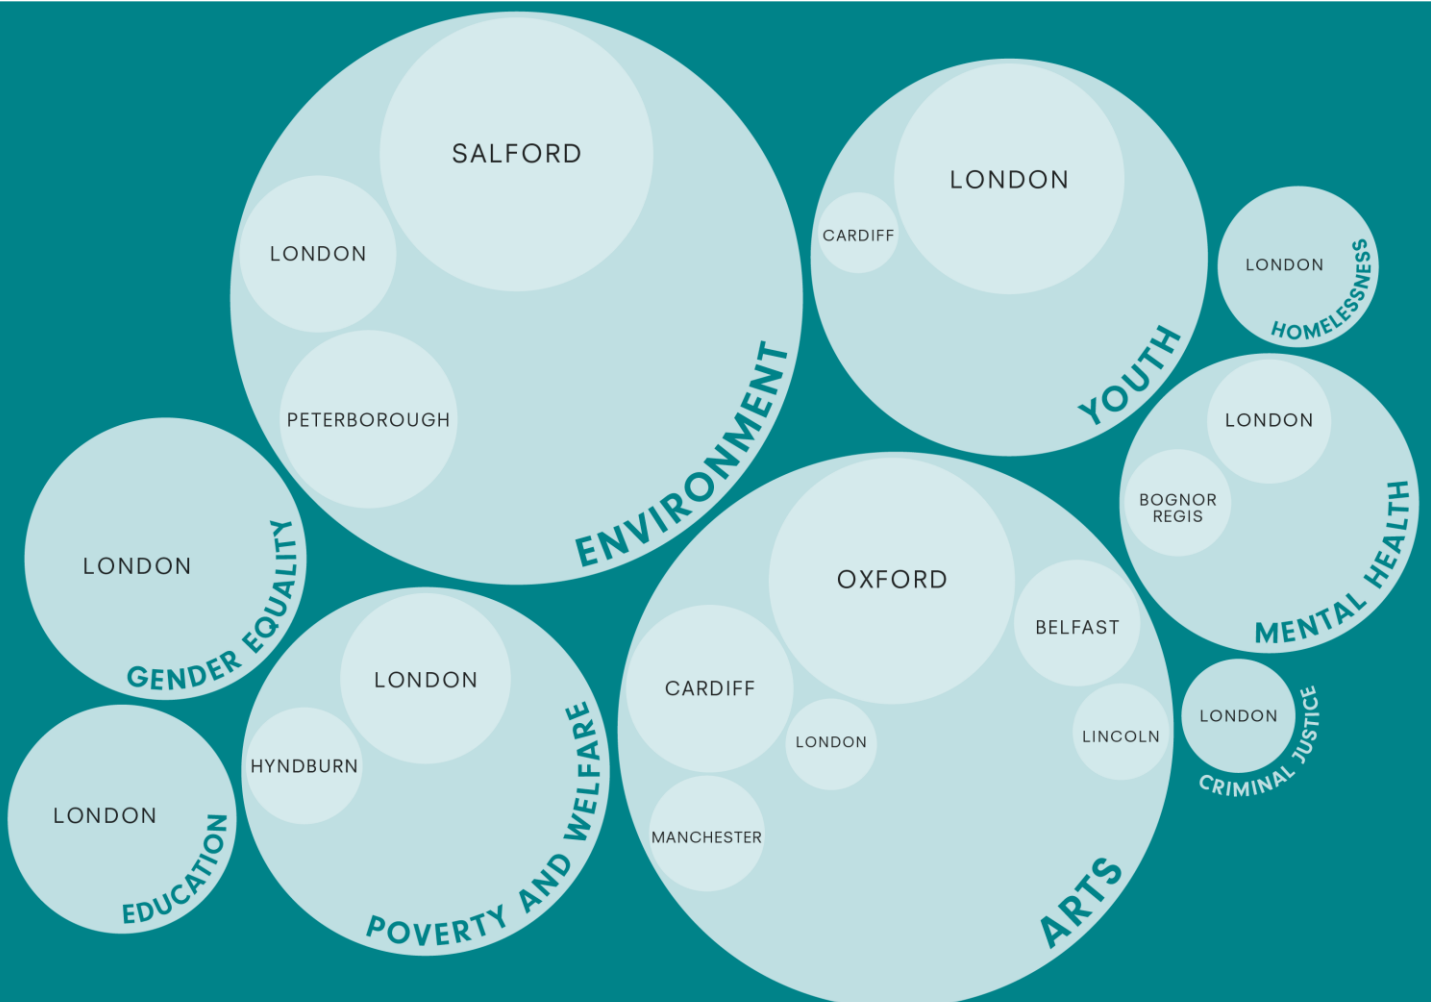 SALFORD
LONDON
PETERBOROUGH
ENVIRONMENT
LONDON
CARDIFF
YOUTH
LONDON
HOMELESSNESS
LONDON
BOGNOR
REGIS
MENTAL HEALTH
LONDON
GENDER EQUALITY
LONDON
HYNDBURN
POVERTY AND WELFARE
OXFORD
BELFAST
CARDIFF
LONDON
LINCOLN
MANCHESTER
ARTS
LONDON
CRIMINAL JUSTICE
LONDON
EDUCATION